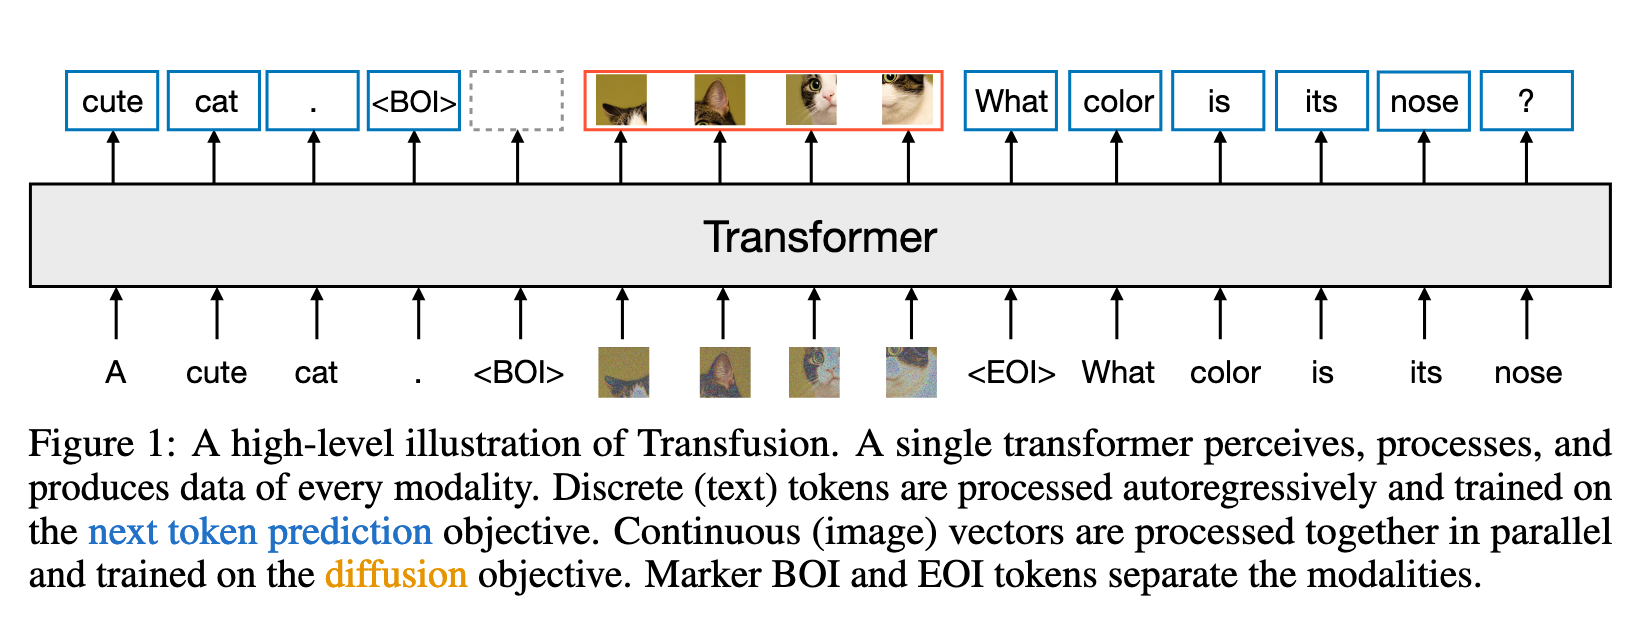 cute cat . <BOI> What color is its nose ?
Transformer
A cute cat . <BOI> <EOI> What color is its nose
Figure 1: A high-level illustration of Transfusion. A single transformer perceives, processes, and
produces data of every modality. Discrete (text) tokens are processed autoregressively and trained on
the next token prediction objective. Continuous (image) vectors are processed together in parallel
and trained on the diffusion objective. Marker BOI and EOI tokens separate the modalities.